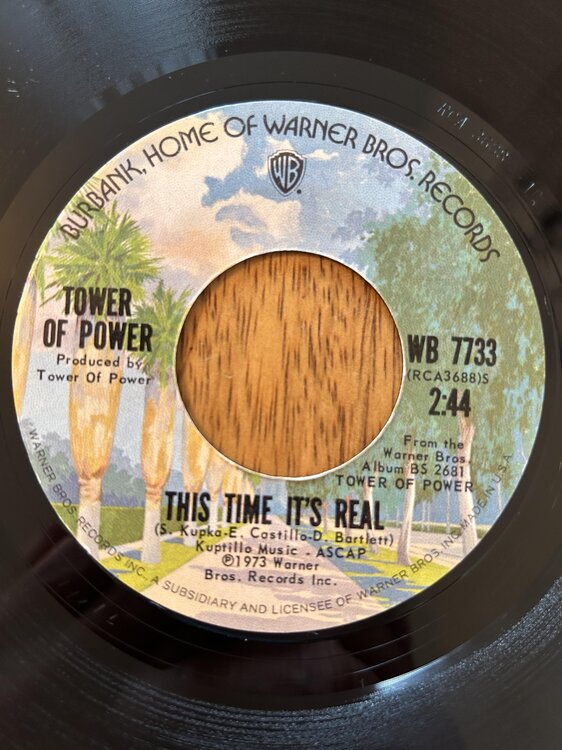 BURBANK, HOME OF WARNER BROS. RECORDS
WB
TOWER
OF POWER
Produced by
Tower Of Power
WB 7733
(RCA3688)S
2:44
From the
Warner Bros.
Album BS 2681
TOWER OF POWER
THIS TIME IT'S REAL
(S. Kupka-E. Castillo-D. Bartlett)
Kuptillo Music - ASCAP
℗1973 Warner
Bros. Records Inc.
WARNER BROS. RECORDS INC. A SUBSIDIARY AND LICENSEE OF WARNER BROS. INC. MADE IN U.S.A.